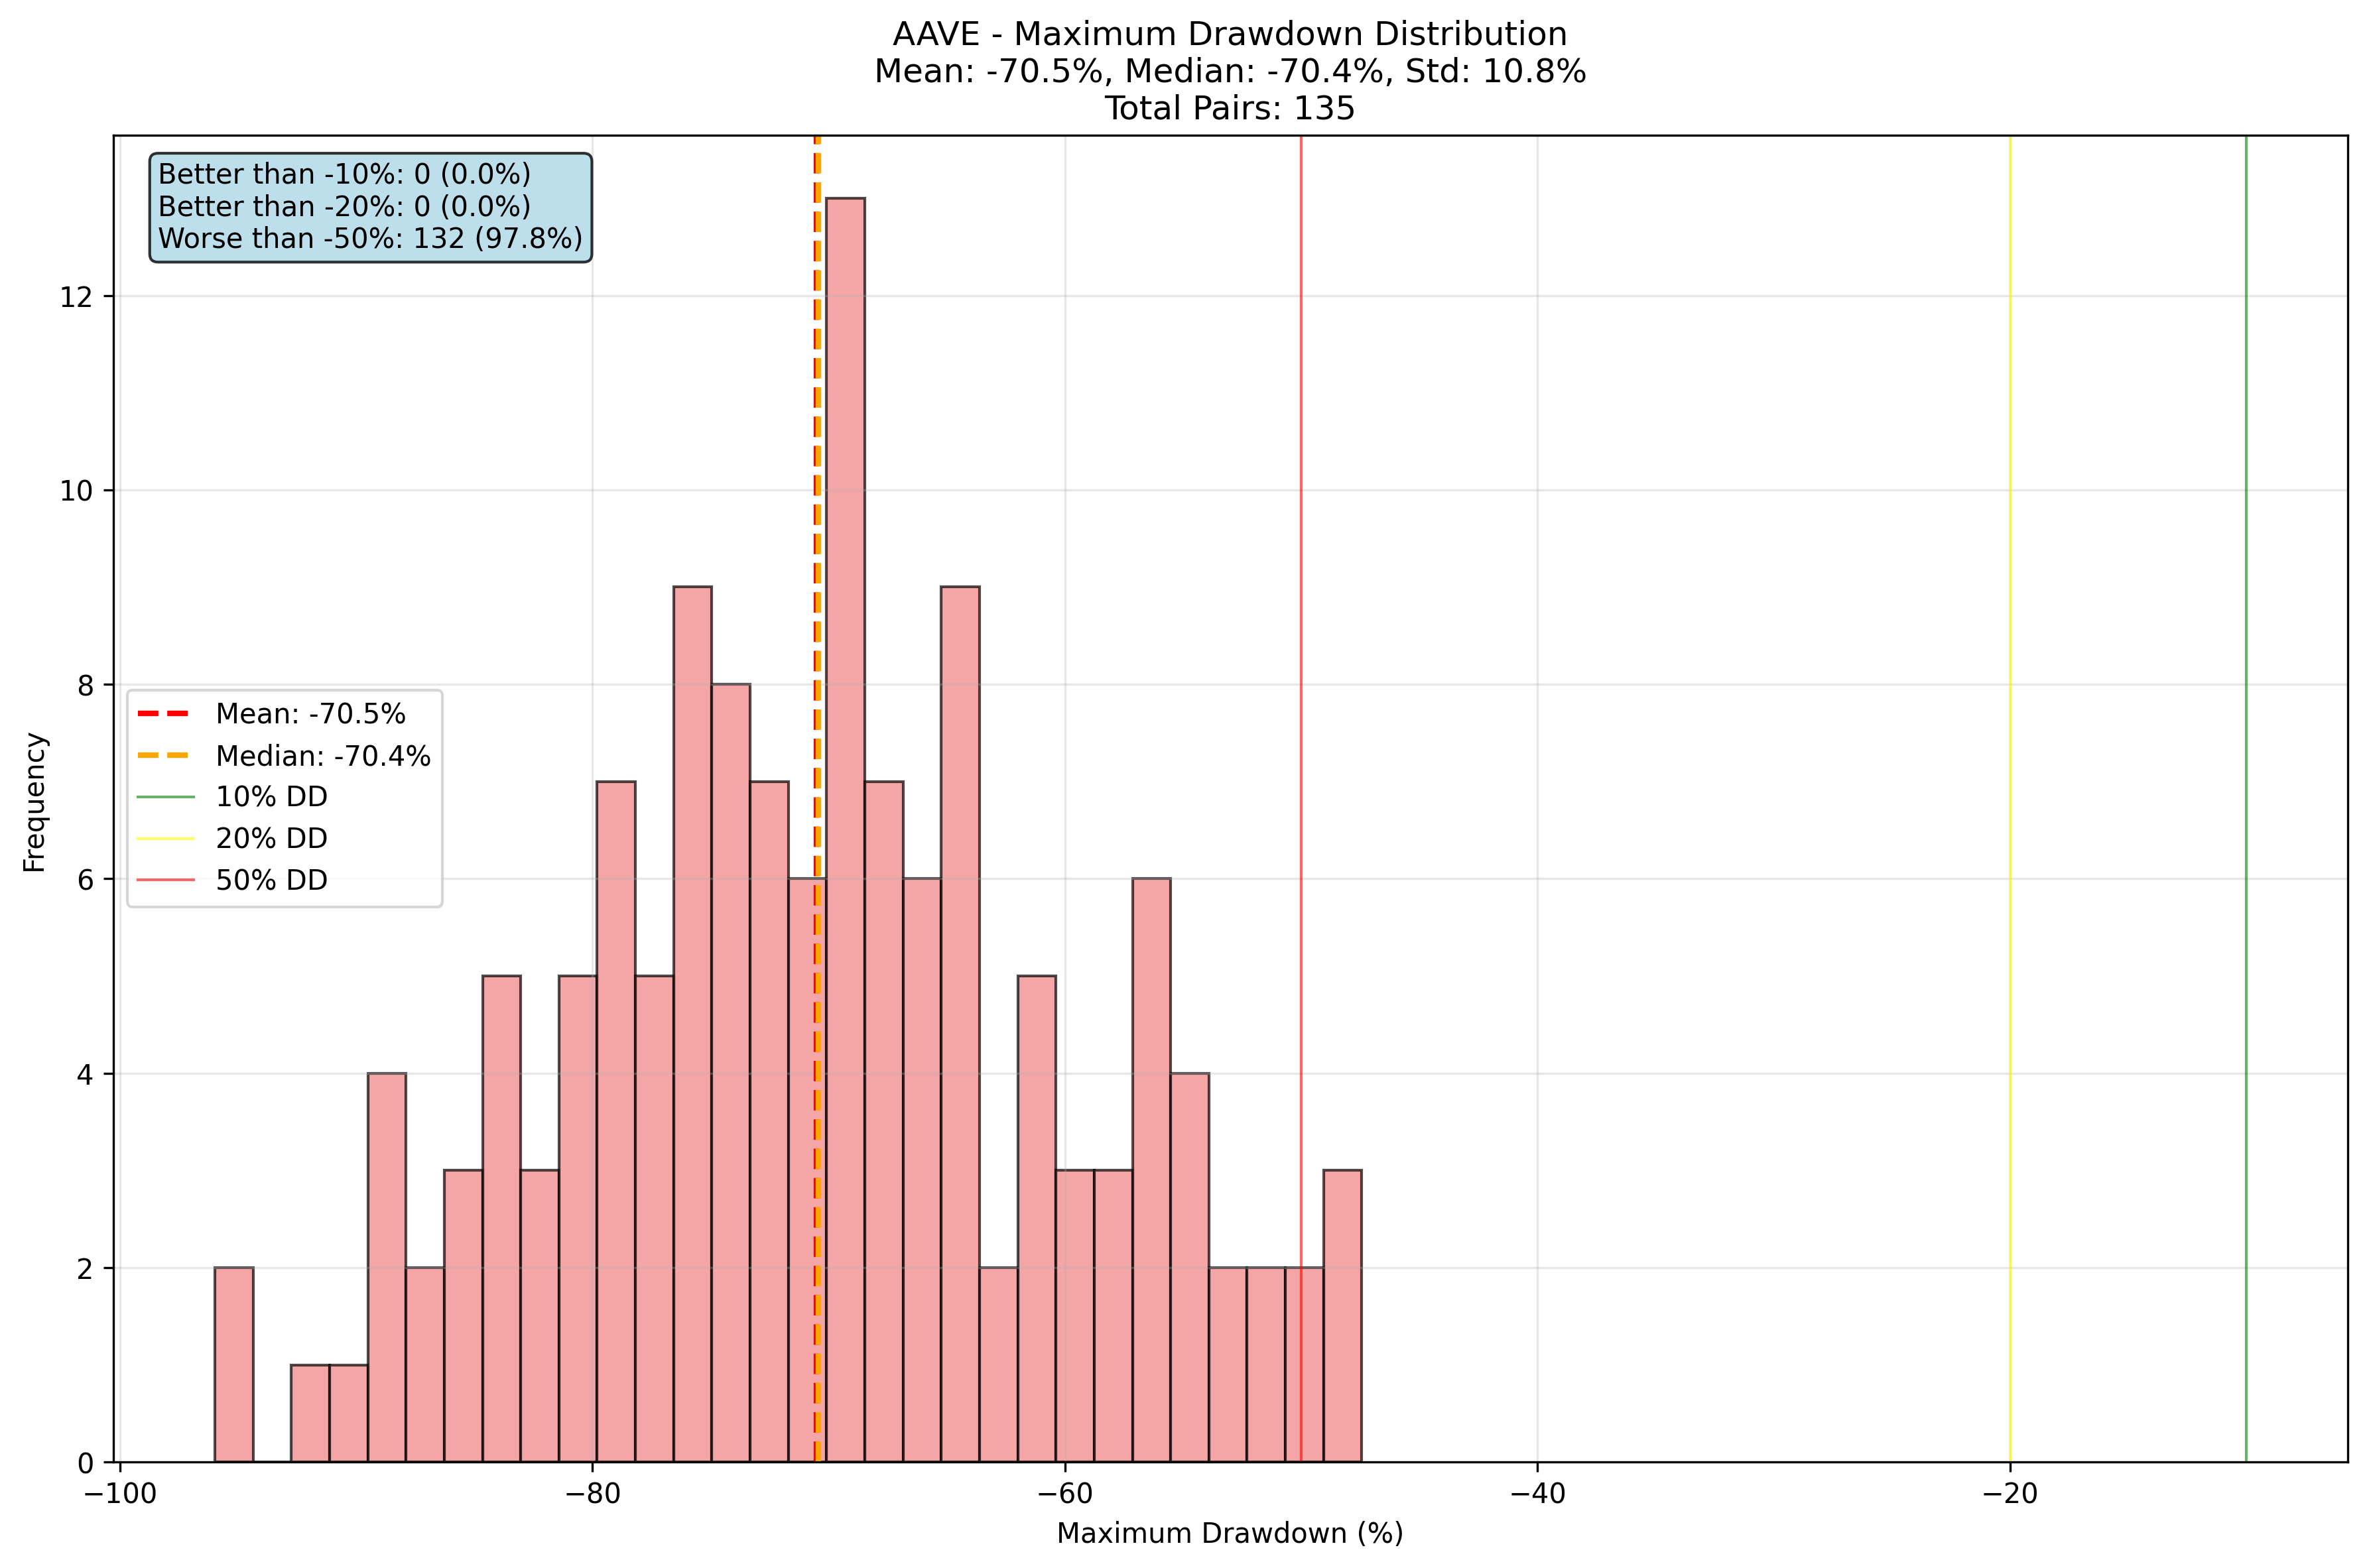 AAVE - Maximum Drawdown Distribution
Mean: -70.5%, Median: -70.4%, Std: 10.8%
Total Pairs: 135
Better than -10%: 0 (0.0%)
Better than -20%: 0 (0.0%)
Worse than -50%: 132 (97.8%)
12
10
8
6
4
2
0
Frequency
Mean: -70.5%
Median: -70.4%
10% DD
20% DD
50% DD
−100 −80 −60 −40 −20
Maximum Drawdown (%)